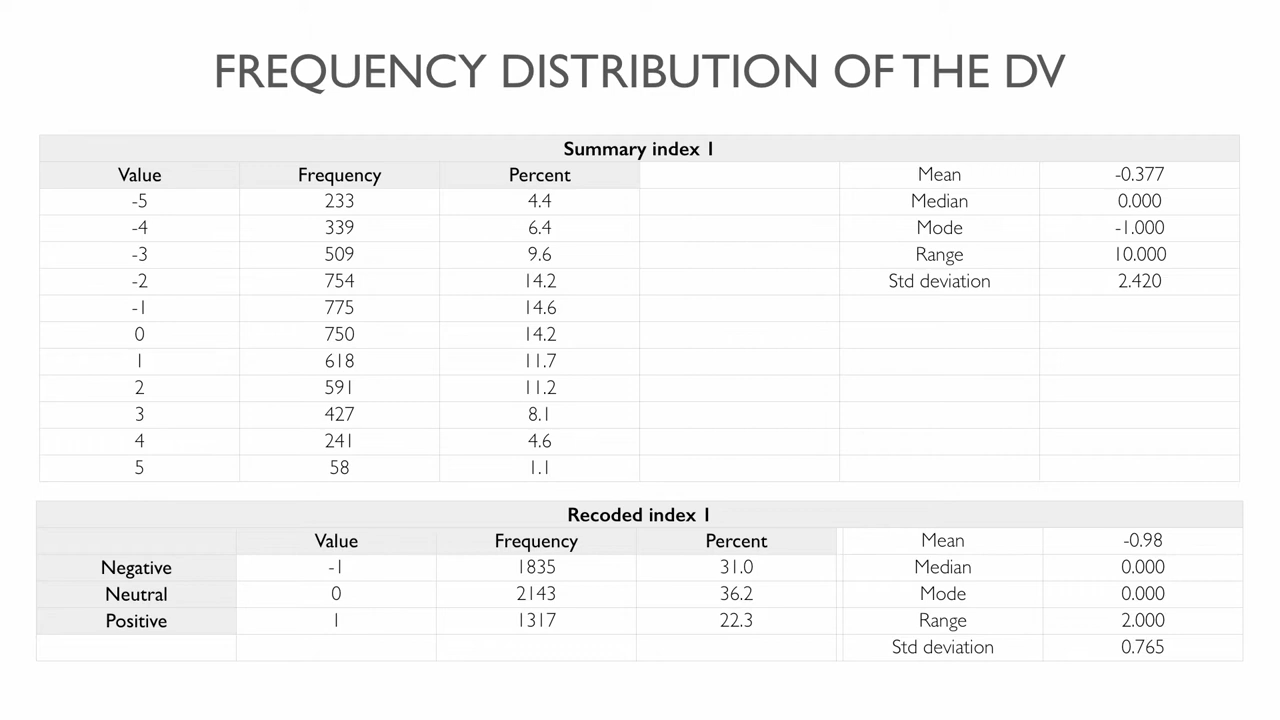 FREQUENCY DISTRIBUTION OF THE DV
Summary index 1
Value Frequency Percent Mean -0.377
-5 233 4.4 Median 0.000
-4 339 6.4 Mode -1.000
-3 509 9.6 Range 10.000
-2 754 14.2 Std deviation 2.420
-1 775 14.6
0 750 14.2
1 618 11.7
2 591 11.2
3 427 8.1
4 241 4.6
5 58 1.1
Recoded index 1
Value Frequency Percent Mean -0.98
Negative -1 1835 31.0 Median 0.000
Neutral 0 2143 36.2 Mode 0.000
Positive 1 1317 22.3 Range 2.000
Std deviation 0.765